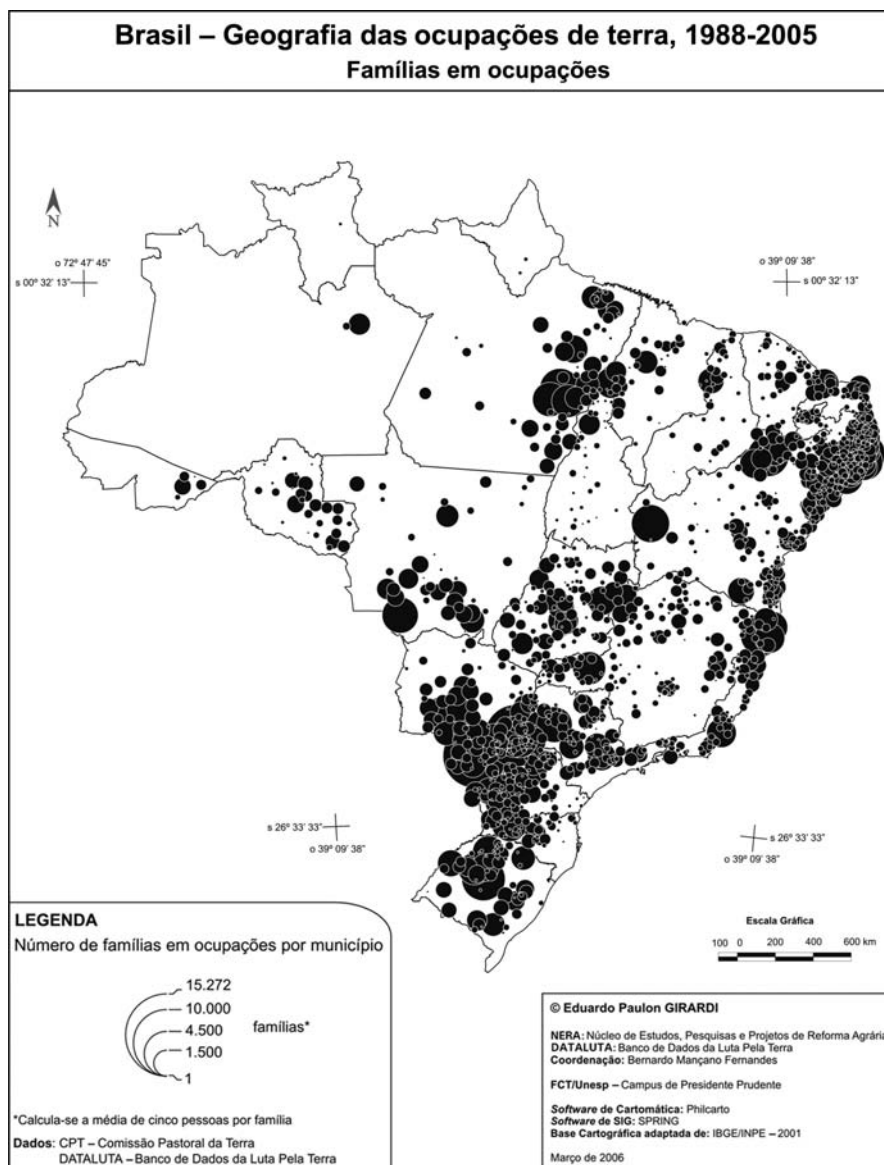 Brasil – Geografia das ocupações de terra, 1988-2005
Famílias em ocupações
N
o 72º 47' 45"
s 00º 32' 13"
o 39º 09' 38"
s 00º 32' 13"
s 26º 33' 33"
o 39º 09' 38"
s 26º 33' 33"
o 39º 09' 38"
LEGENDA
Número de famílias em ocupações por município
15.272
10.000
4.500
1.500
1
famílias*
*Calcula-se a média de cinco pessoas por família
Dados: CPT – Comissão Pastoral da Terra
DATALUTA – Banco de Dados da Luta Pela Terra
Escala Gráfica
100 0 200 400 600 km
© Eduardo Paulon GIRARDI
NERA: Núcleo de Estudos, Pesquisas e Projetos de Reforma Agrária
DATALUTA: Banco de Dados da Luta Pela Terra
Coordenação: Bernardo Mançano Fernandes
FCT/Unesp – Campus de Presidente Prudente
Software de Cartomática: Philcarto
Software de SIG: SPRING
Base Cartográfica adaptada de: IBGE/INPE – 2001
Março de 2006